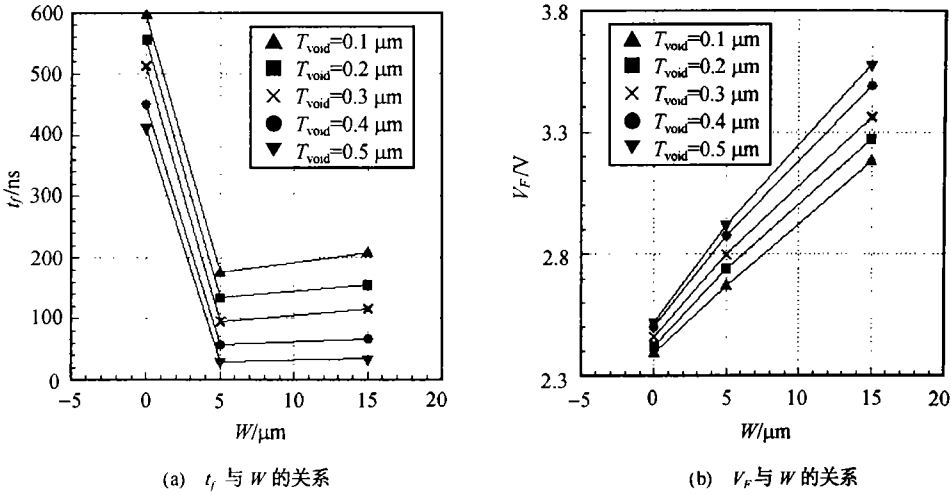 600
500
400
300
200
100
0
−5
0
5
10
15
20
t_f/ns
W/μm
T_void=0.1 μm
T_void=0.2 μm
T_void=0.3 μm
T_void=0.4 μm
T_void=0.5 μm
(a) t_f 与 W 的关系
3.8
3.3
2.8
2.3
−5
0
5
10
15
20
V_F/V
W/μm
T_void=0.1 μm
T_void=0.2 μm
T_void=0.3 μm
T_void=0.4 μm
T_void=0.5 μm
(b) V_F与 W 的关系